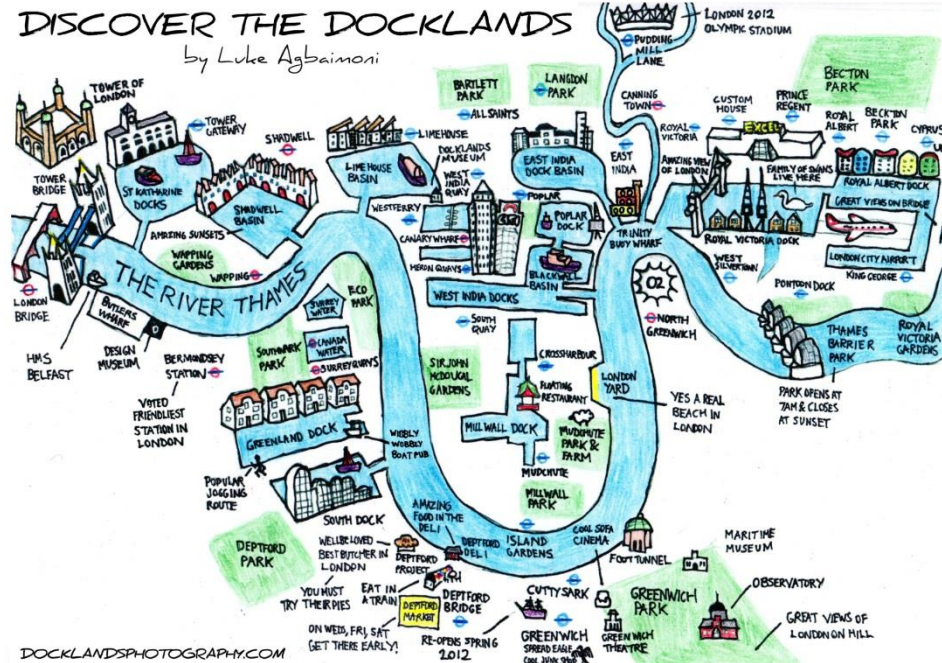 DISCOVER THE DOCKLANDS
by Luke Agbaimoni
TOWER OF
LONDON
TOWER
GATEWAY
SHADWELL
LIMEHOUSE
LIMEHOUSE
BASIN
DOCKLANDS
MUSEUM
WEST
INDIA
QUAY
BARTLETT
PARK
ALL SAINTS
LANGDON
PARK
PUDDING
MILL
LANE
LONDON 2012
OLYMPIC STADIUM
CANNING
TOWN
CUSTOM
HOUSE
PRINCE
REGENT
BECTON
PARK
ROYAL
ALBERT
BECKTON
PARK
CYPRUS
ROYAL
VICTORIA
EXCEL
TOWER
BRIDGE
ST KATHARINE
DOCKS
SHADWELL
BASIN
AMAZING SUNSETS
WESTFERRY
CANARY WHARF
HERON QUAYS
POPLAR
POPLAR
DOCK
EAST INDIA
DOCK BASIN
EAST
INDIA
AMAZING VIEW
OF LONDON
FAMILY OF SWANS
LIVE HERE
ROYAL ALBERT DOCK
GREAT VIEWS ON BRIDGE
TRINITY
BUOY WHARF
ROYAL VICTORIA DOCK
LONDON CITY AIRPORT
KING GEORGE
WAPPING
GARDENS
WAPPING
THE RIVER THAMES
BLACKWALL
BASIN
WEST INDIA DOCKS
O2
WEST
SILVERTOWN
PONTOON DOCK
LONDON
BRIDGE
HMS
BELFAST
BUTLERS
WHARF
DESIGN
MUSEUM
BERMONDSEY
STATION
VOTED
FRIENDLIEST
STATION IN
LONDON
SURREY
WATER
ECO
PARK
SOUTHWARK
PARK
CANADA
WATER
SURREY QUAYS
SIR JOHN
MCDOUGAL
GARDENS
SOUTH
QUAY
CROSSHARBOUR
NORTH
GREENWICH
THAMES
BARRIER
PARK
ROYAL
VICTORIA
GARDENS
PARK OPENS AT
7AM & CLOSES
AT SUNSET
FLOATING
RESTAURANT
LONDON
YARD
YES A REAL
BEACH IN
LONDON
GREENLAND DOCK
WIBBLY
WOBBLY
BOAT PUB
POPULAR
JOGGING
ROUTE
SOUTH DOCK
MILLWALL DOCK
MUDCHUTE
PARK &
FARM
MUDCHUTE
MILLWALL
PARK
DEPTFORD
PARK
WELL BELOVED
BEST BUTCHER IN
LONDON
YOU MUST
TRY THEIR PIES
AMAZING
FOOD IN THE
DELI
DEPTFORD
DELI
DEPTFORD
PROJECT
EAT IN
A TRAIN
DEPTFORD
MARKET
ON WEDS, FRI, SAT
GET THERE EARLY!
DEPTFORD
BRIDGE
ISLAND
GARDENS
COOL SOFA
CINEMA
FOOT TUNNEL
CUTTY SARK
RE-OPENS SPRING
2012
GREENWICH
SPREAD EAGLE
COOL JUNK SHOP
GREENWICH
THEATRE
GREENWICH
PARK
MARITIME
MUSEUM
OBSERVATORY
GREAT VIEWS OF
LONDON ON HILL
DOCKLANDSPHOTOGRAPHY.COM